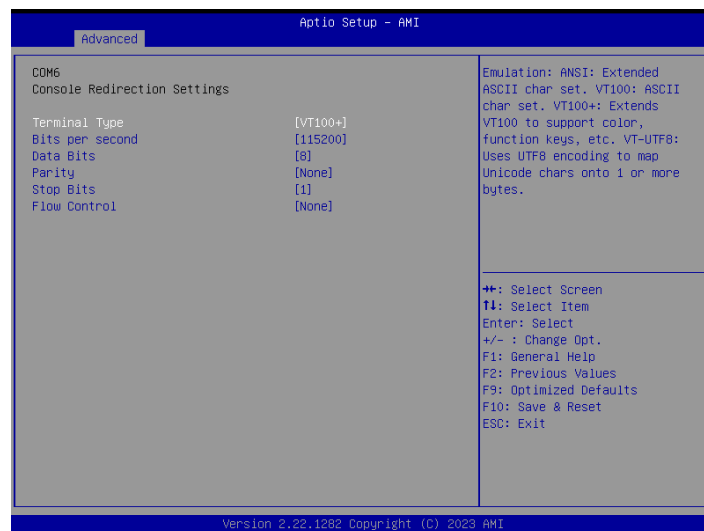 Aptio Setup – AMI
Advanced
COM6
Console Redirection Settings
Terminal Type [VT100+]
Bits per second [115200]
Data Bits [8]
Parity [None]
Stop Bits [1]
Flow Control [None]
Emulation: ANSI: Extended
ASCII char set. VT100: ASCII
char set. VT100+: Extends
VT100 to support color,
function keys, etc. VT-UTF8:
Uses UTF8 encoding to map
Unicode chars onto 1 or more
bytes.
→←: Select Screen
↑↓: Select Item
Enter: Select
+/- : Change Opt.
F1: General Help
F2: Previous Values
F9: Optimized Defaults
F10: Save & Reset
ESC: Exit
Version 2.22.1282 Copyright (C) 2023 AMI